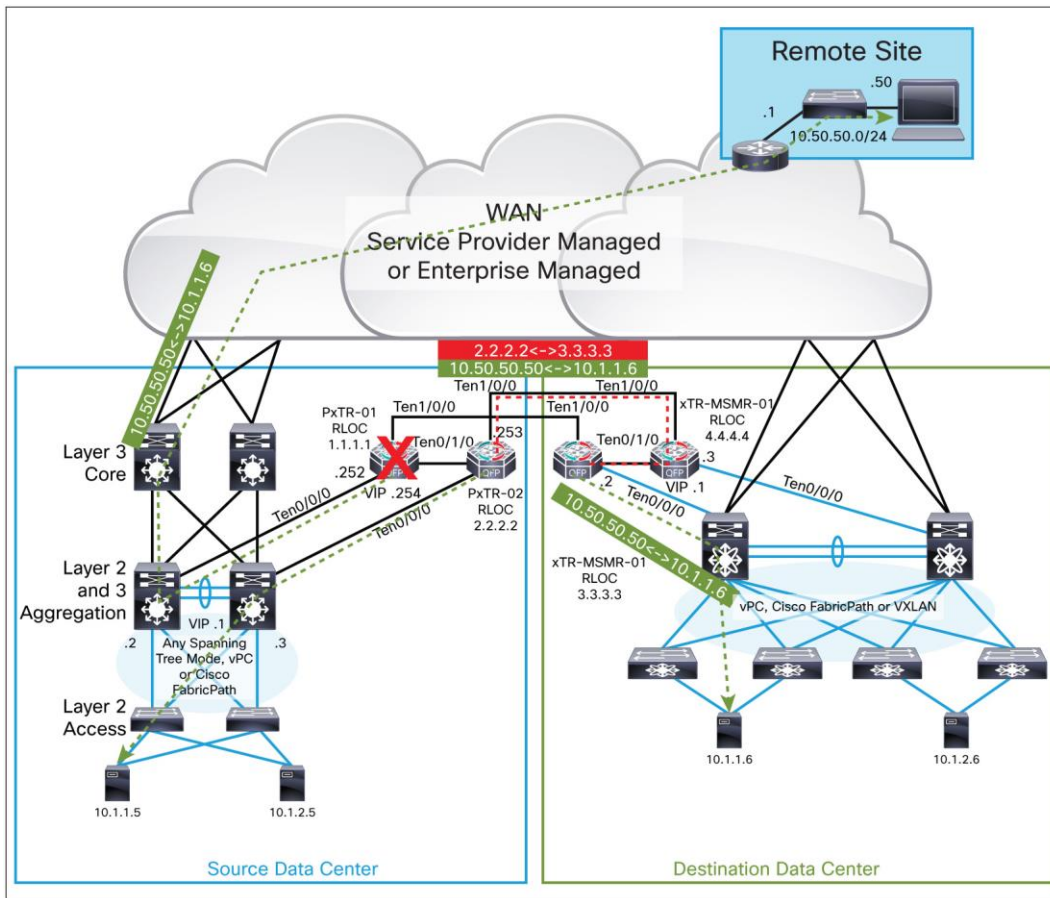 Remote Site
.50
.1
10.50.50.0/24
WAN
Service Provider Managed
or Enterprise Managed
10.50.50.50<->10.1.1.6
2.2.2.2<->3.3.3.3
10.50.50.50<->10.1.1.6
Ten1/0/0
Ten1/0/0
PxTR-01
RLOC
1.1.1.1
Ten1/0/0
Ten1/0/0
xTR-MSMR-01
RLOC
4.4.4.4
Ten0/1/0
.253
Ten0/1/0
Layer 3
Core
.252
QFP
QFP
QFP
QFP
.3
VIP .254
.2
VIP .1
Ten0/0/0
Ten0/0/0
PxTR-02
RLOC
2.2.2.2
Ten0/0/0
Ten0/0/0
10.50.50.50<->10.1.1.6
xTR-MSMR-01
RLOC
3.3.3.3
Layer 2
and 3
Aggregation
VIP .1
.2
.3
Any Spanning
Tree Mode, vPC
or Cisco
FabricPath
vPC, Cisco FabricPath or VXLAN
Layer 2
Access
10.1.1.5
10.1.2.5
10.1.1.6
10.1.2.6
Source Data Center
Destination Data Center